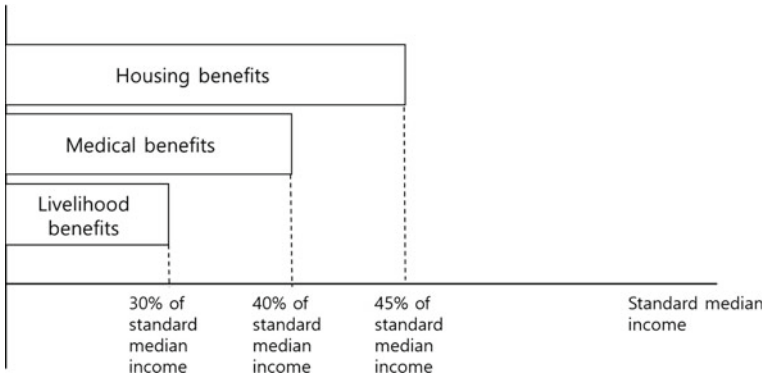 Housing benefits
Medical benefits
Livelihood
benefits
30% of
standard
median
income
40% of
standard
median
income
45% of
standard
median
income
Standard median
income